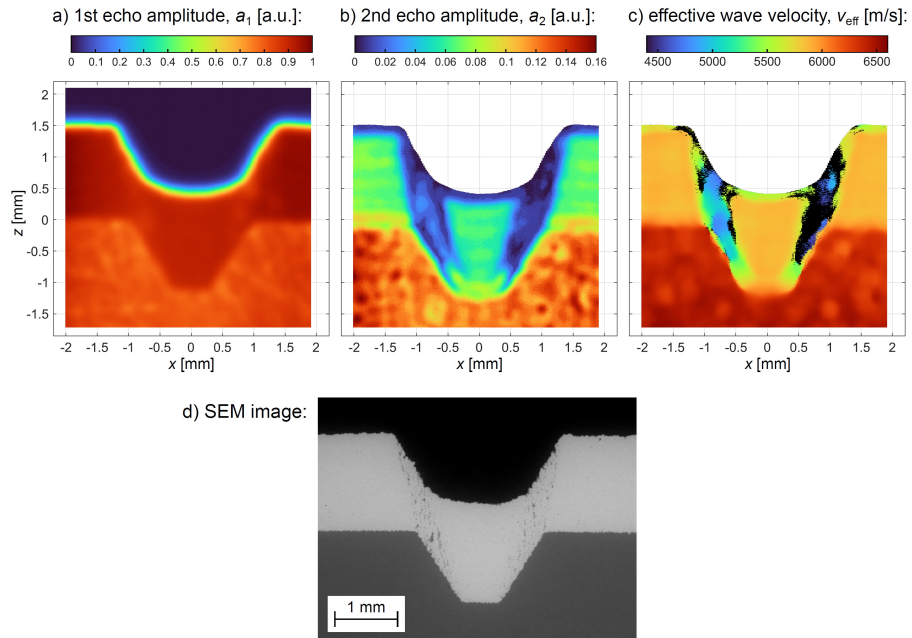 a) 1st echo amplitude, a₁ [a.u.]:
b) 2nd echo amplitude, a₂ [a.u.]:
c) effective wave velocity, v_eff [m/s]:
0 0.1 0.2 0.3 0.4 0.5 0.6 0.7 0.8 0.9 1
0 0.02 0.04 0.06 0.08 0.1 0.12 0.14 0.16
4500 5000 5500 6000 6500
2
1.5
1
0.5
0
-0.5
-1
-1.5
z [mm]
-2 -1.5 -1 -0.5 0 0.5 1 1.5 2
x [mm]
-2 -1.5 -1 -0.5 0 0.5 1 1.5 2
x [mm]
-2 -1.5 -1 -0.5 0 0.5 1 1.5 2
x [mm]
d) SEM image:
1 mm